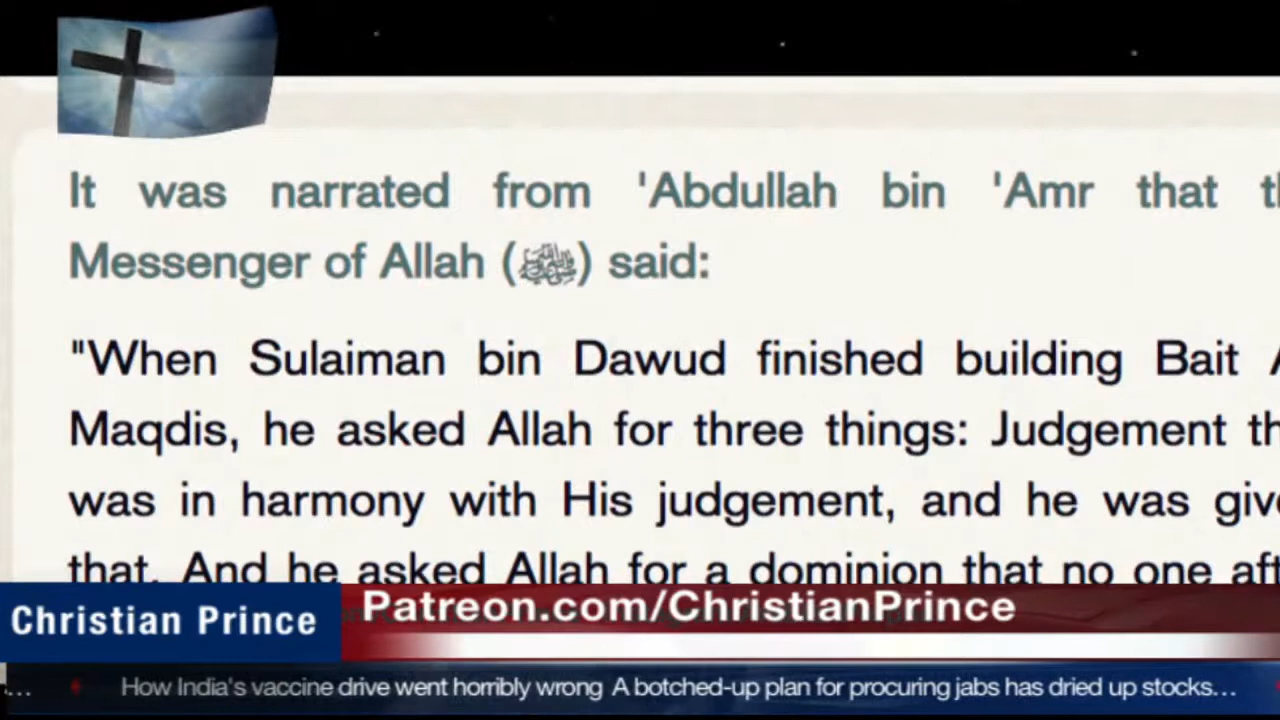 It was narrated from 'Abdullah bin 'Amr that
Messenger of Allah (ﷺ) said:
"When Sulaiman bin Dawud finished building Bait
Maqdis, he asked Allah for three things: Judgement
was in harmony with His judgement, and he was
that. And he asked Allah for a dominion that no one
Christian Prince
Patreon.com/ChristianPrince
... How India's vaccine drive went horribly wrong A botched-up plan for procuring jabs has dried up stocks...